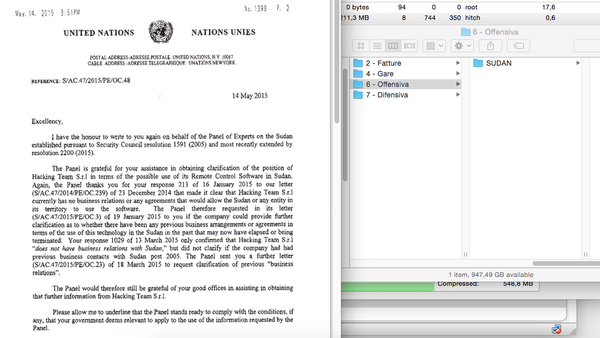 May. 14. 2015 3:51PM
No. 1398 P. 2
UNITED NATIONS
NATIONS UNIES
POSTAL ADDRESS-ADRESSE POSTALE: UNITED NATIONS, N.Y. 10017
CABLE ADDRESS-ADRESSE TELEGRAPHIQUE: UNATIONS NEWYORK
REFERENCE: S/AC.47/2015/PE/OC.48
14 May 2015
Excellency,
I have the honour to write to you again on behalf of the Panel of Experts on the Sudan
established pursuant to Security Council resolution 1591 (2005) and most recently extended by
resolution 2200 (2015).
The Panel is grateful for your assistance in obtaining clarification of the position of
Hacking Team S.r.l in terms of the possible use of its Remote Control Software in Sudan.
Again, the Panel thanks you for your response 213 of 16 January 2015 to our letter
(S/AC.47/2014/PE/OC.239) of 23 December 2014 that made it clear that Hacking Team S.r.l
currently has no business relations or any agreements that would allow the Sudan or any entity in
its territory to use the software. The Panel therefore requested in its letter
(S/AC.47/2015/PE/OC.3) of 19 January 2015 to you if the company could provide further
clarification as to whether there have been any previous business arrangements or agreements in
terms of the use of this technology in the Sudan in the past that may now have elapsed or being
terminated. Your response 1029 of 13 March 2015 only confirmed that Hacking Team S.r.l
"does not have business relations with Sudan," but did not clarify if the company had had
previous business contacts with Sudan post 2005. The Panel sent you a further letter
(S/AC.47/2015/PE/OC.23) of 18 March 2015 to request clarification of previous "business
relations".
The Panel would therefore still be grateful of your good offices in assisting in obtaining
that further information from Hacking Team S.r.l.
Please allow me to underline that the Panel stands ready to comply with the conditions, if
any, that your government deems relevant to apply to the use of the information requested by the
Panel.
0 bytes 94 0 0 root 17,6
211,3 MB 8 744 350 hitch 0,6
6 - Offensiva
2 - Fatture
4 - Gare
6 - Offensiva
7 - Difensiva
SUDAN
1 item, 947,49 GB available
Compressed: 548,8 MB